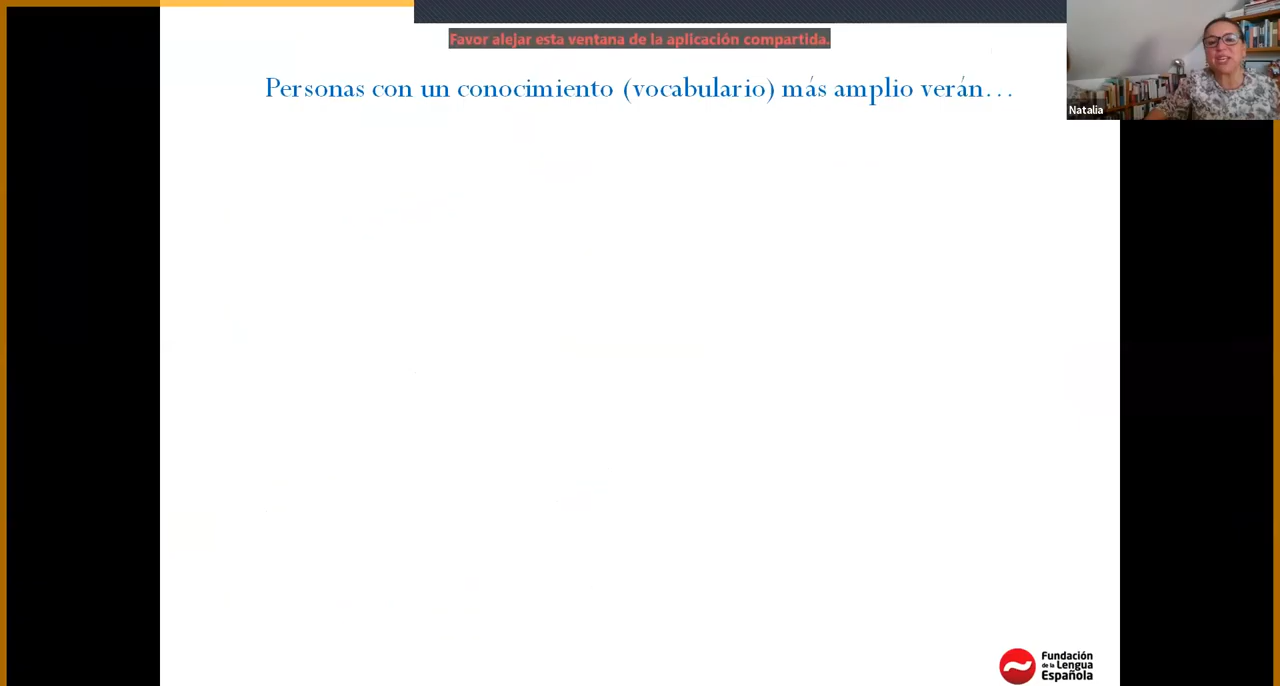 Favor alejar esta ventana de la aplicación compartida.
Personas con un conocimiento (vocabulario) más amplio verán…
Natalia
Fundación
de la Lengua
Española